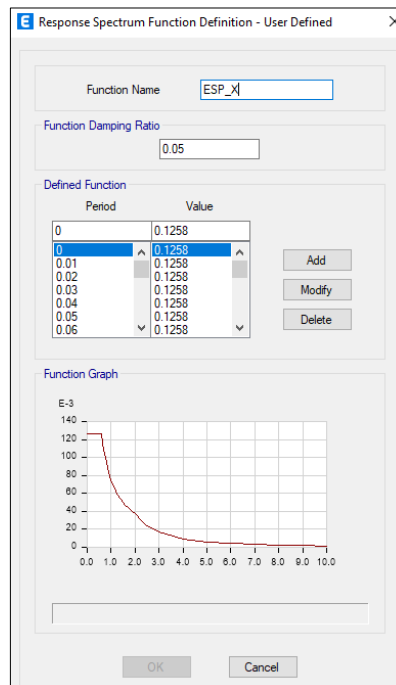 E Response Spectrum Function Definition - User Defined
Function Name ESP_X
Function Damping Ratio
0.05
Defined Function
Period Value
0 0.1258
0 0.1258
0.01 0.1258
0.02 0.1258
0.03 0.1258
0.04 0.1258
0.05 0.1258
0.06 0.1258
Add
Modify
Delete
Function Graph
E-3
140
120
100
80
60
40
20
0
0.0 1.0 2.0 3.0 4.0 5.0 6.0 7.0 8.0 9.0 10.0
OK Cancel